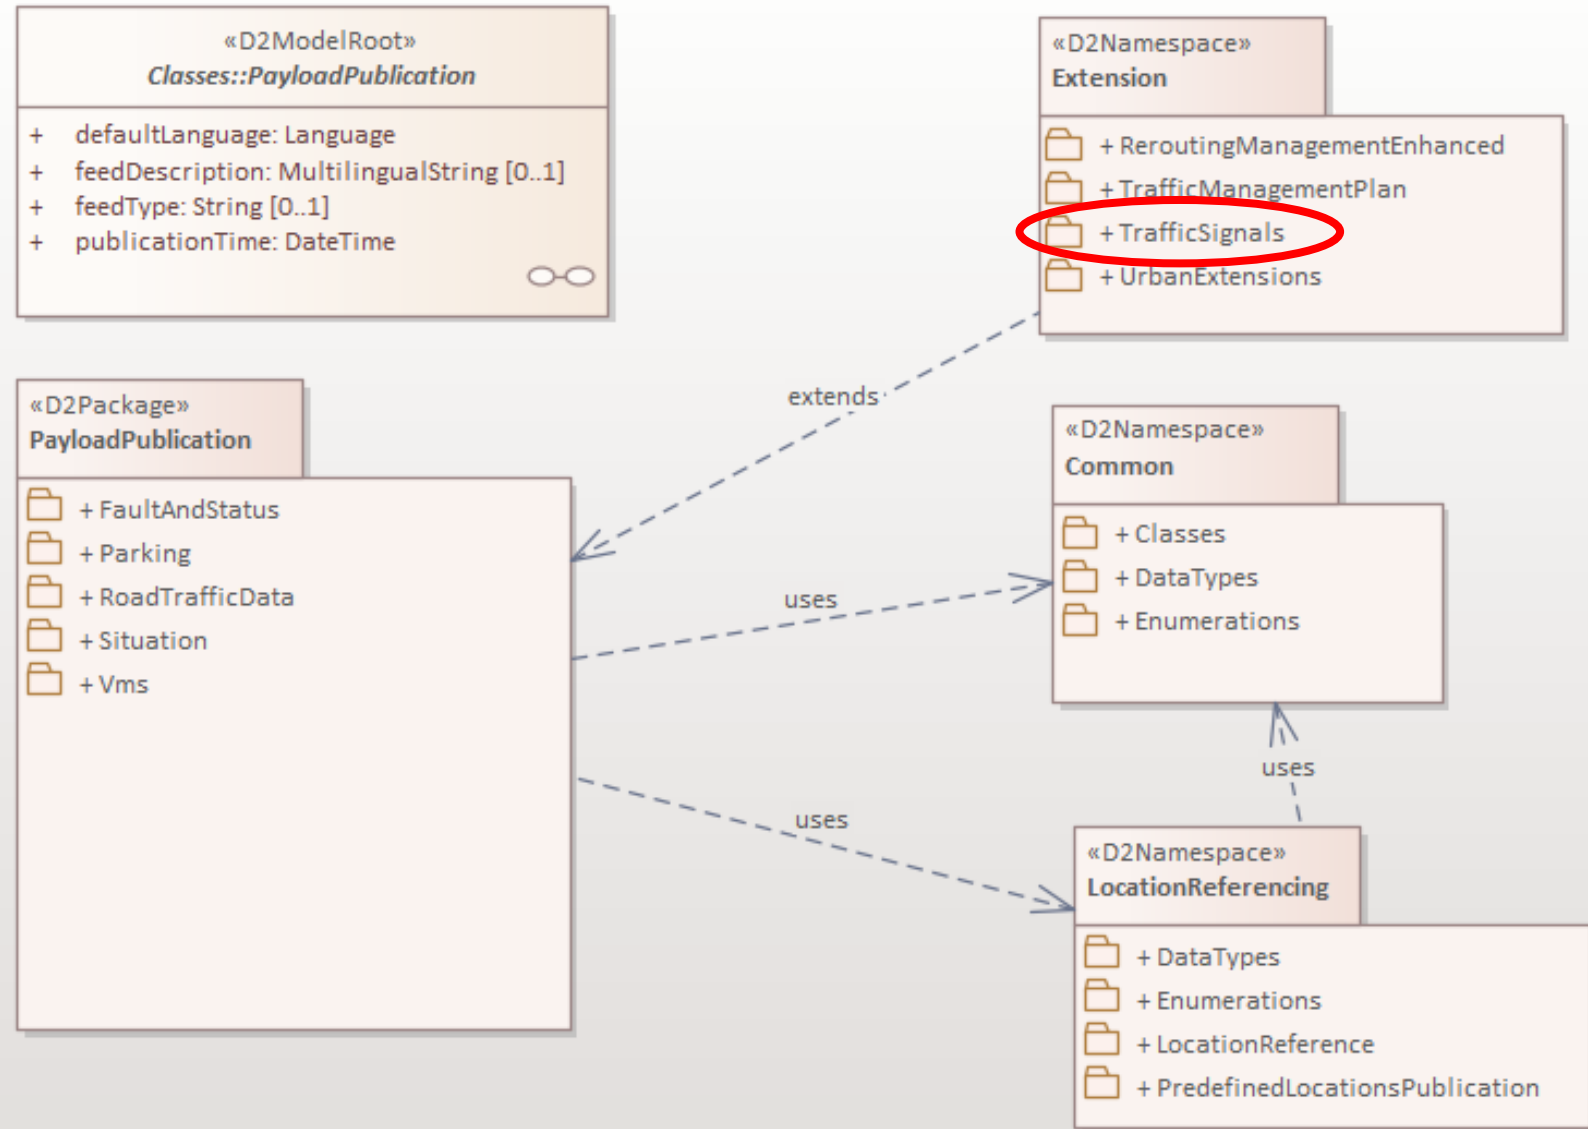 «D2ModelRoot»
Classes::PayloadPublication
+ defaultLanguage: Language
+ feedDescription: MultilingualString [0..1]
+ feedType: String [0..1]
+ publicationTime: DateTime
«D2Namespace»
Extension
+ ReroutingManagementEnhanced
+ TrafficManagementPlan
+ TrafficSignals
+ UrbanExtensions
extends
«D2Package»
PayloadPublication
+ FaultAndStatus
+ Parking
+ RoadTrafficData
+ Situation
+ Vms
uses
«D2Namespace»
Common
+ Classes
+ DataTypes
+ Enumerations
uses
uses
«D2Namespace»
LocationReferencing
+ DataTypes
+ Enumerations
+ LocationReference
+ PredefinedLocationsPublication